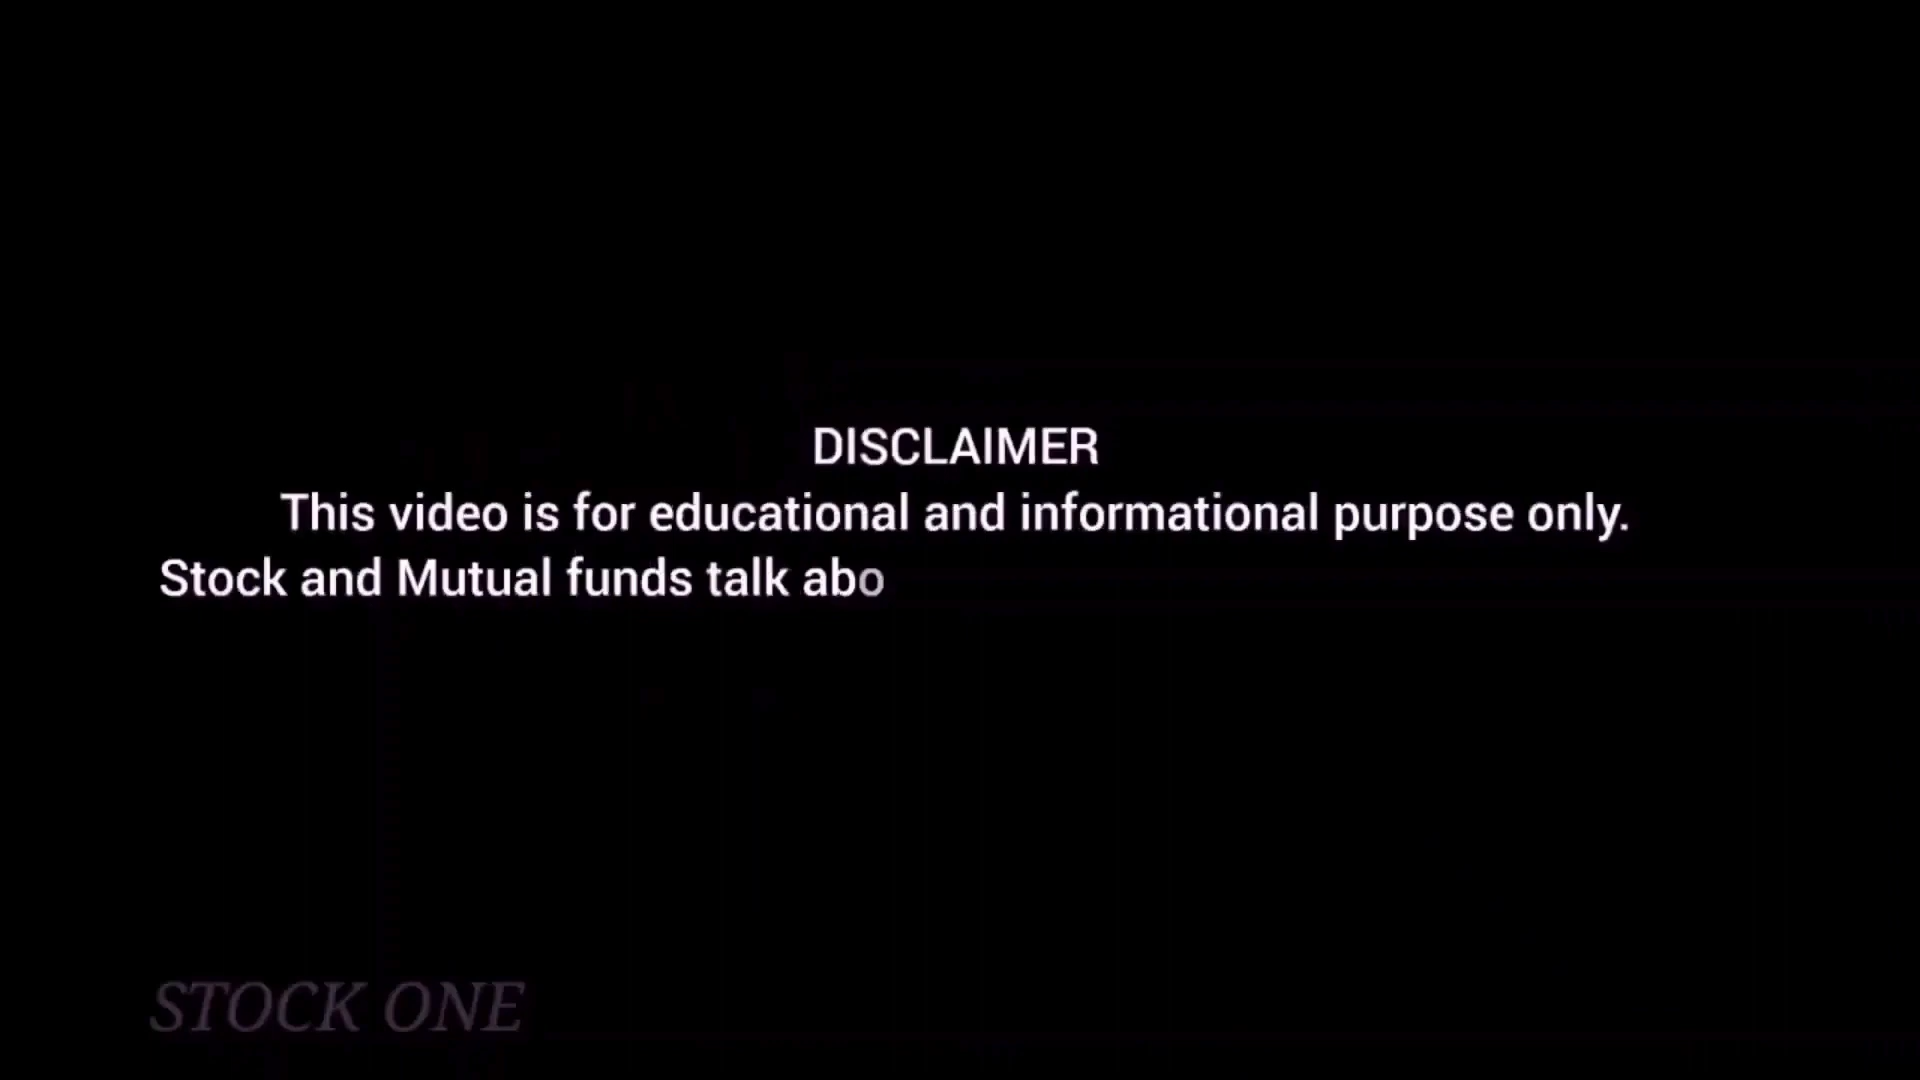 DISCLAIMER
This video is for educational and informational purpose only.
Stock and Mutual funds talk abo
STOCK ONE